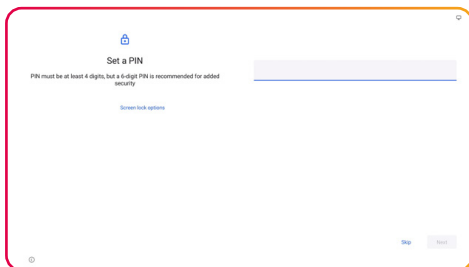 Set a PIN
PIN must be at least 4 digits, but a 6-digit PIN is recommended for added
security
Screen lock options
Skip
Next